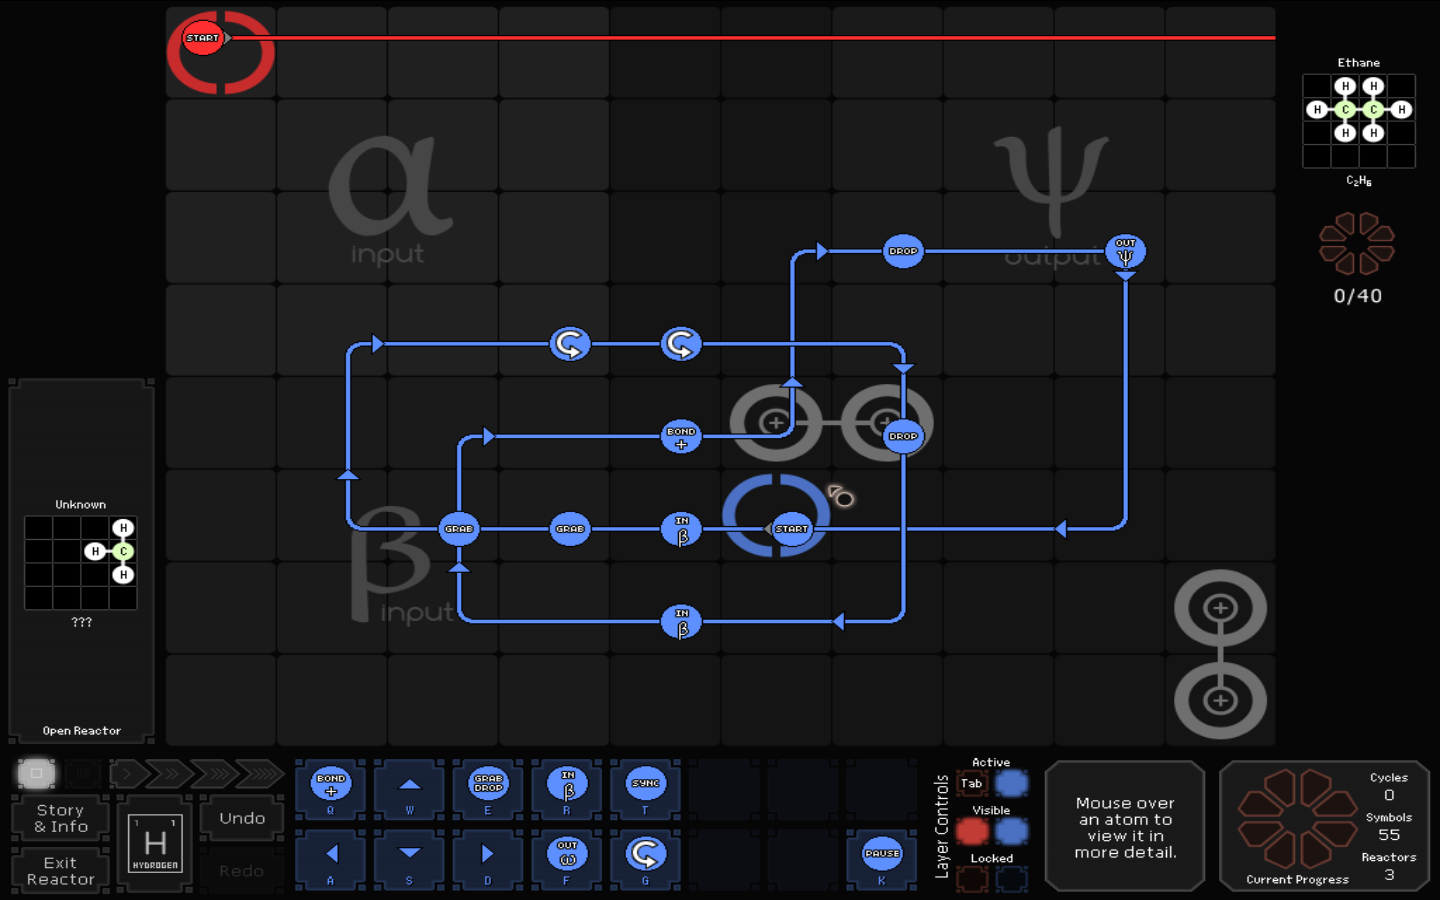 START
α
input
ψ
output
DROP
OUT
ψ
BOND
+
DROP
GRAB
GRAB
IN
β
START
β
input
IN
β
Ethane
H H
H C C H
H H
C₂H₆
0/40
Unknown
H
H C
H
???
Open Reactor
Story
& Info
Exit
Reactor
1 1
H
HYDROGEN
Undo
Redo
BOND
+
Q
W
GRAB
DROP
E
IN
β
R
SYNC
T
A
S
D
OUT
ω
F
G
PAUSE
K
Layer Controls
Active
Tab
Visible
Locked
Mouse over
an atom to
view it in
more detail.
Cycles
0
Symbols
55
Reactors
3
Current Progress